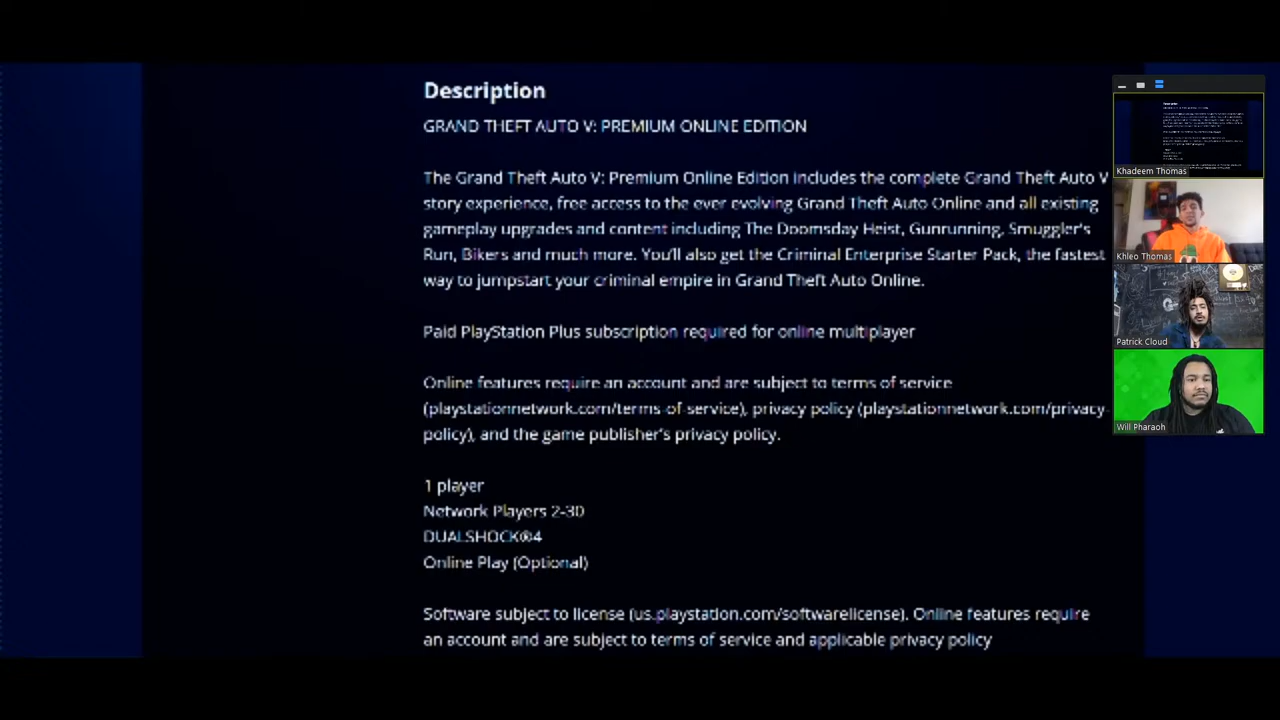 Description
GRAND THEFT AUTO V: PREMIUM ONLINE EDITION
The Grand Theft Auto V: Premium Online Edition includes the complete Grand Theft Auto V
story experience, free access to the ever evolving Grand Theft Auto Online and all existing
gameplay upgrades and content including The Doomsday Heist, Gunrunning, Smuggler's
Run, Bikers and much more. You'll also get the Criminal Enterprise Starter Pack, the fastest
way to jumpstart your criminal empire in Grand Theft Auto Online.
Paid PlayStation Plus subscription required for online multiplayer
Online features require an account and are subject to terms of service
(playstationnetwork.com/terms-of-service), privacy policy (playstationnetwork.com/privacy-
policy), and the game publisher's privacy policy.
1 player
Network Players 2-30
DUALSHOCK®4
Online Play (Optional)
Software subject to license (us.playstation.com/softwarelicense). Online features require
an account and are subject to terms of service and applicable privacy policy
Khadeem Thomas
Khleo Thomas
Patrick Cloud
Will Pharaoh